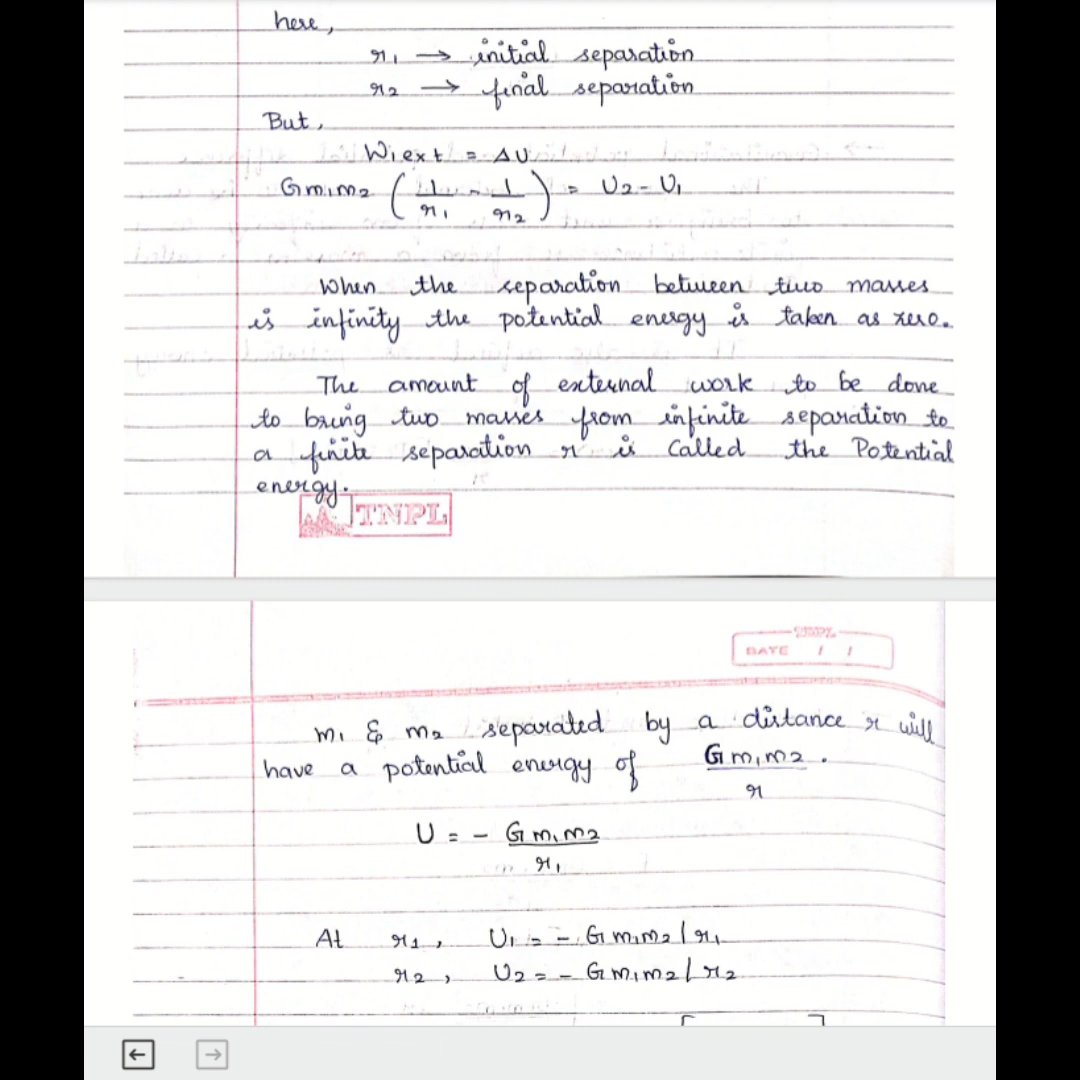 here,
r₁ → initial separation
r₂ → final separation
But,
W₁ext = ΔU
Gm₁m₂ (1/r₁ - 1/r₂) = U₂ - U₁
When the separation between two masses
is infinity the potential energy is taken as zero.
The amount of external work to be done
to bring two masses from infinite separation to
a finite separation r is called the Potential
energy.
TNPL
TNPL
DATE / /
m₁ & m₂ separated by a distance r will
have a potential energy of Gm₁m₂/r.
U = - Gm₁m₂/r₁
At r₁, U₁ = - Gm₁m₂/r₁
r₂, U₂ = - Gm₁m₂/r₂